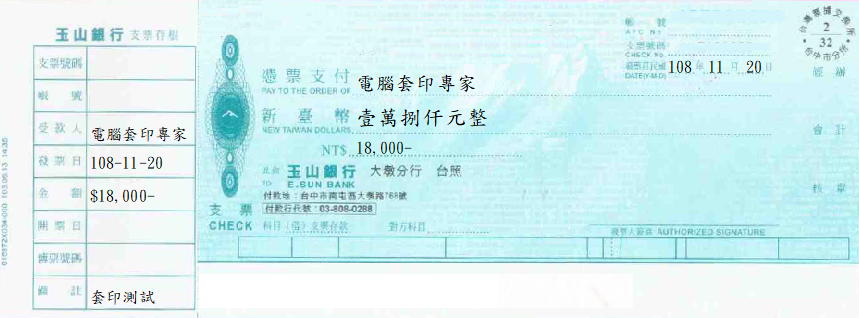 玉山銀行 支票存根
支票號碼
帳 號
受款人 電腦套印專家
發票日 108-11-20
金 額 $18,000-
開票日
傳票號碼
備 註 套印測試
帳 號
A/C NO.
支票號碼
CHECK NO.
發票日民國 108 年 11 月 20 日
DATE(Y-M-D)
台灣票據交換所
2
32
台中市分所
憑票支付 電腦套印專家
PAY TO THE ORDER OF
新臺幣 壹萬捌仟元整
NEW TAIWAN DOLLARS
NT$ 18,000-
此致 玉山銀行 大墩分行 台照
TO E.SUN BANK
付款地：台中市南屯區大墩路768號
付款行代號：03-808-0288
支票 科目（借）支票存款 對方科目
CHECK
發票人簽章 AUTHORIZED SIGNATURE
經 辦
會 計
核 章